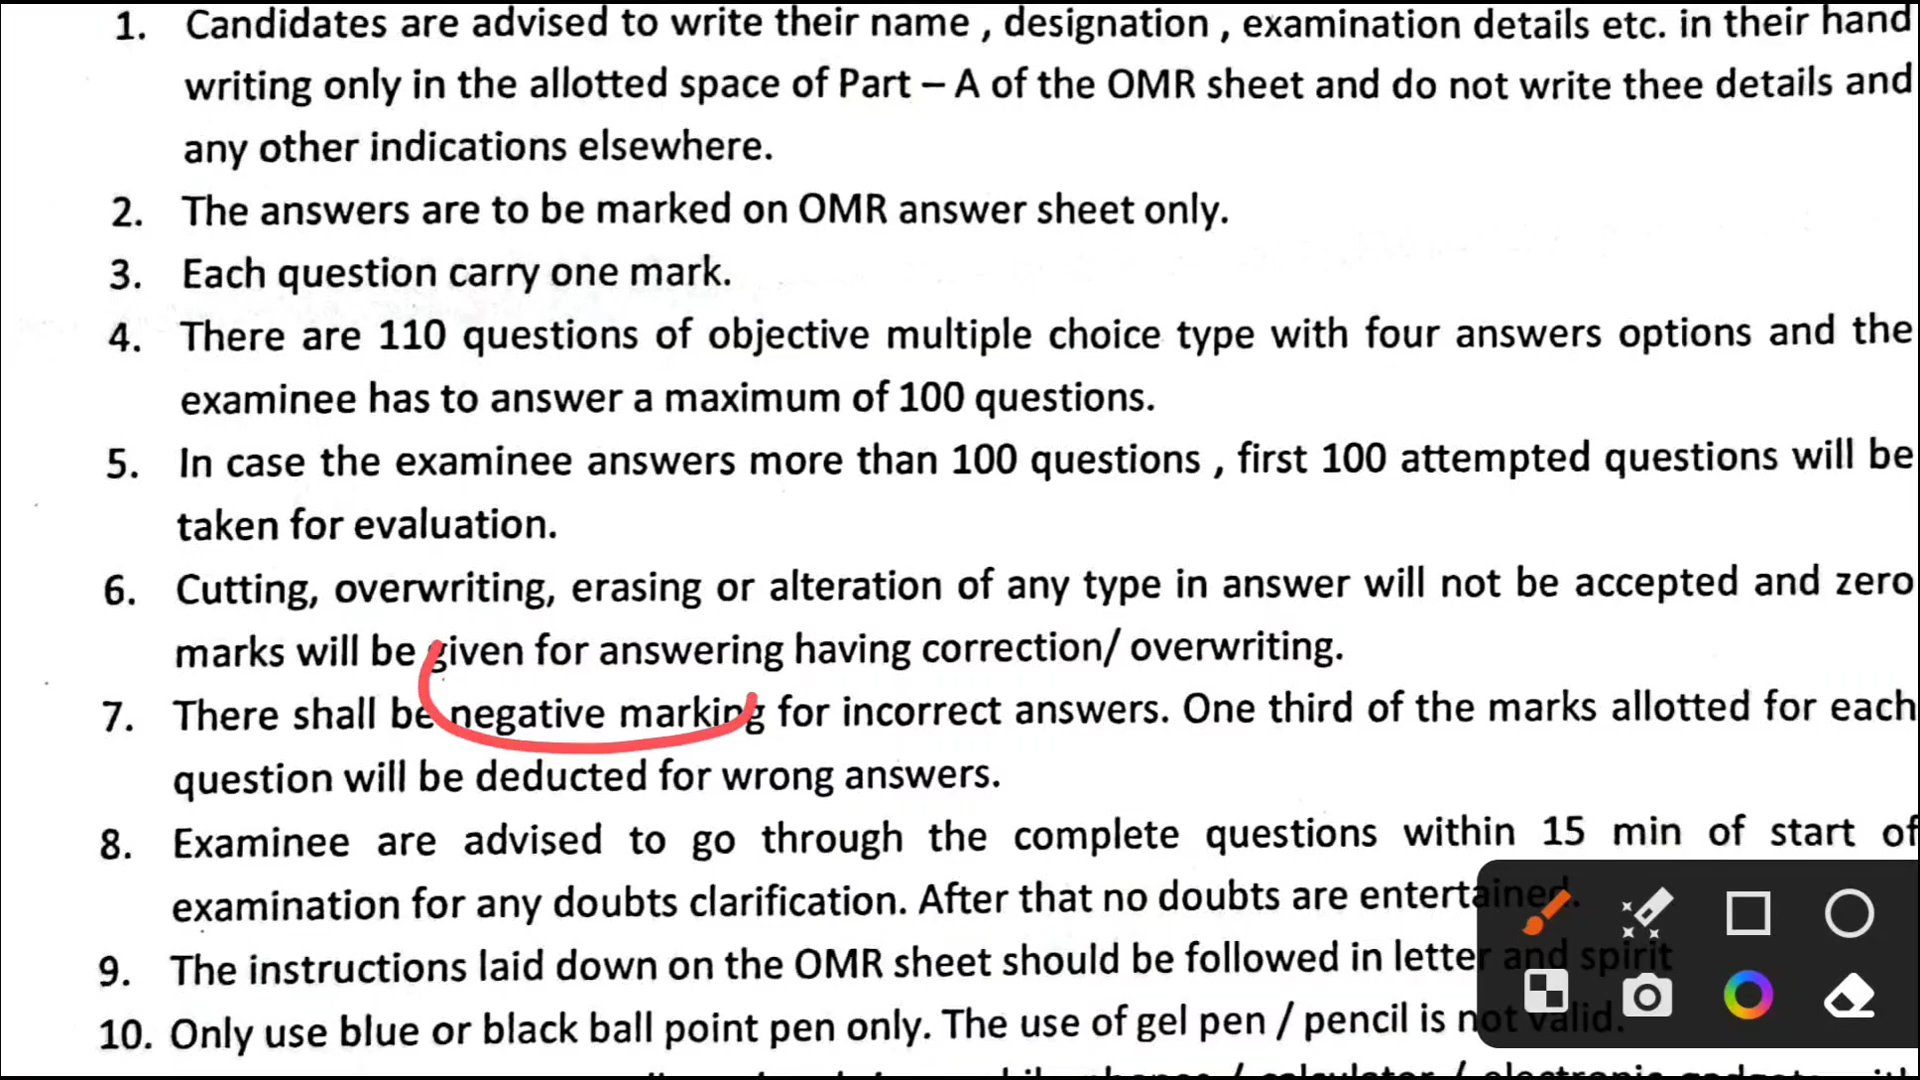 1. Candidates are advised to write their name , designation , examination details etc. in their hand
writing only in the allotted space of Part – A of the OMR sheet and do not write thee details and
any other indications elsewhere.
2. The answers are to be marked on OMR answer sheet only.
3. Each question carry one mark.
4. There are 110 questions of objective multiple choice type with four answers options and the
examinee has to answer a maximum of 100 questions.
5. In case the examinee answers more than 100 questions , first 100 attempted questions will be
taken for evaluation.
6. Cutting, overwriting, erasing or alteration of any type in answer will not be accepted and zero
marks will be given for answering having correction/ overwriting.
7. There shall be negative marking for incorrect answers. One third of the marks allotted for each
question will be deducted for wrong answers.
8. Examinee are advised to go through the complete questions within 15 min of start of
examination for any doubts clarification. After that no doubts are entertained.
9. The instructions laid down on the OMR sheet should be followed in letter and spirit
10. Only use blue or black ball point pen only. The use of gel pen / pencil is not valid.